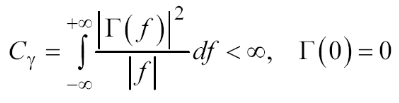 C_γ = ∫_{-∞}^{+∞} |Γ(f)|² / |f| df < ∞, Γ(0) = 0